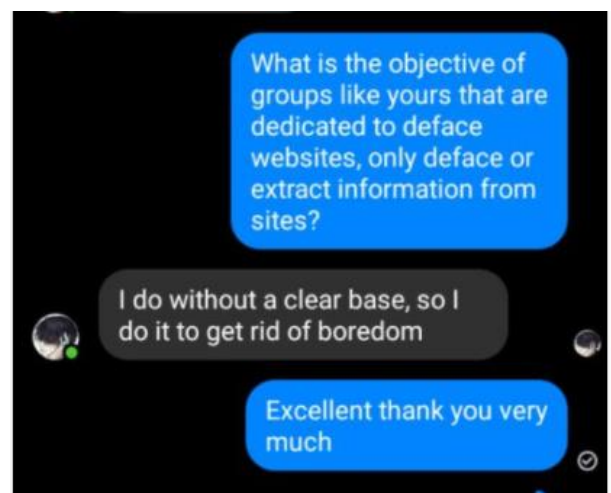 What is the objective of
groups like yours that are
dedicated to deface
websites, only deface or
extract information from
sites?
I do without a clear base, so I
do it to get rid of boredom
Excellent thank you very
much